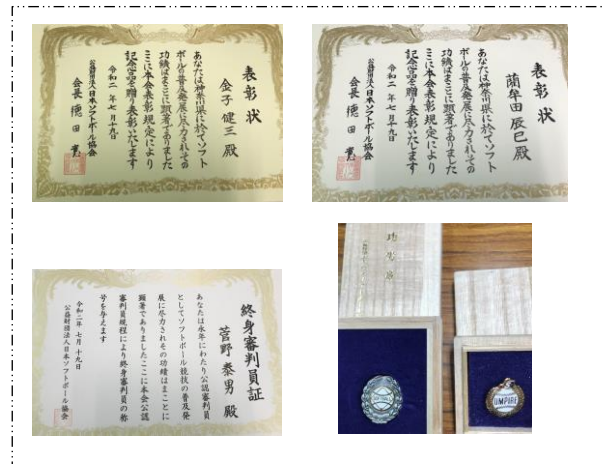 表彰状
金子健三殿
あなたは神奈川県に於てソフト
ボールの普及発展に尽力されその
功績はまことに顕著でありました
ここに本会表彰規定により
記念品を贈り表彰いたします
令和二年七月十九日
公益財団法人日本ソフトボール協会
会長 徳田寛
表彰状
藺牟田辰巳殿
あなたは神奈川県に於てソフト
ボールの普及発展に尽力されその
功績はまことに顕著でありました
ここに本会表彰規定により
記念品を贈り表彰いたします
令和二年七月十九日
公益財団法人日本ソフトボール協会
会長 徳田寛
終身審判員証
菅野泰男殿
あなたは永年にわたり公認審判員
としてソフトボール競技の普及発
展に尽力されその功績はまことに
顕著でありましたここに本会公認
審判員規程により終身審判員の称
号を与えます
令和二年七月十九日
公益財団法人日本ソフトボール協会
功労章
UMPIRE